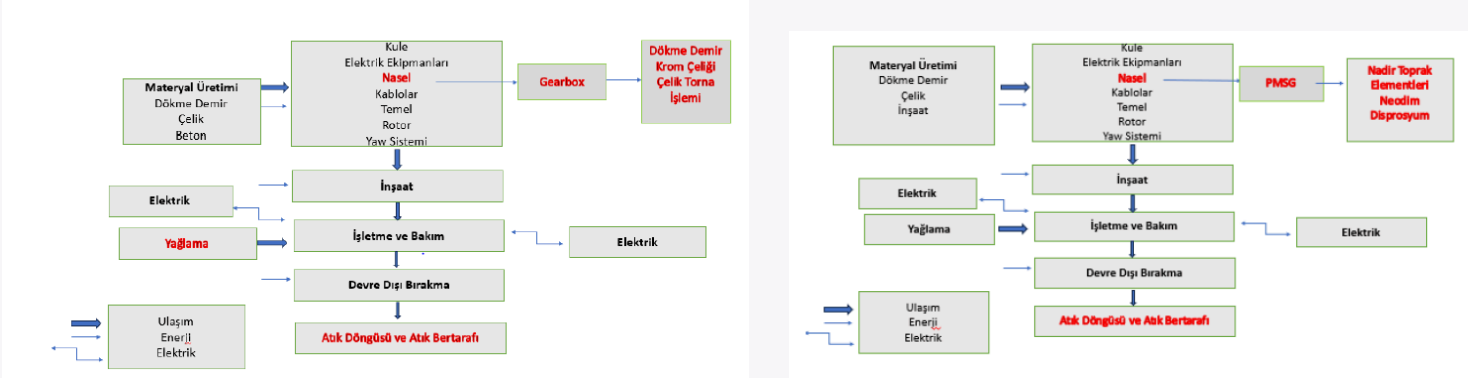 Materyal Üretimi
Dökme Demir
Çelik
Beton
Kule
Elektrik Ekipmanları
Nasel
Kablolar
Temel
Rotor
Yaw Sistemi
Gearbox
Dökme Demir
Krom Çeliği
Çelik Torna
İşlemi
İnşaat
Elektrik
Yağlama
İşletme ve Bakım
Elektrik
Devre Dışı Bırakma
Atık Döngüsü ve Atık Bertarafı
Ulaşım
Enerji
Elektrik
Materyal Üretimi
Dökme Demir
Çelik
İnşaat
Kule
Elektrik Ekipmanları
Nasel
Kablolar
Temel
Rotor
Yaw Sistemi
PMSG
Nadir Toprak
Elementleri
Neodim
Disprosyum
İnşaat
Elektrik
Yağlama
İşletme ve Bakım
Elektrik
Devre Dışı Bırakma
Atık Döngüsü ve Atık Bertarafı
Ulaşım
Enerji
Elektrik